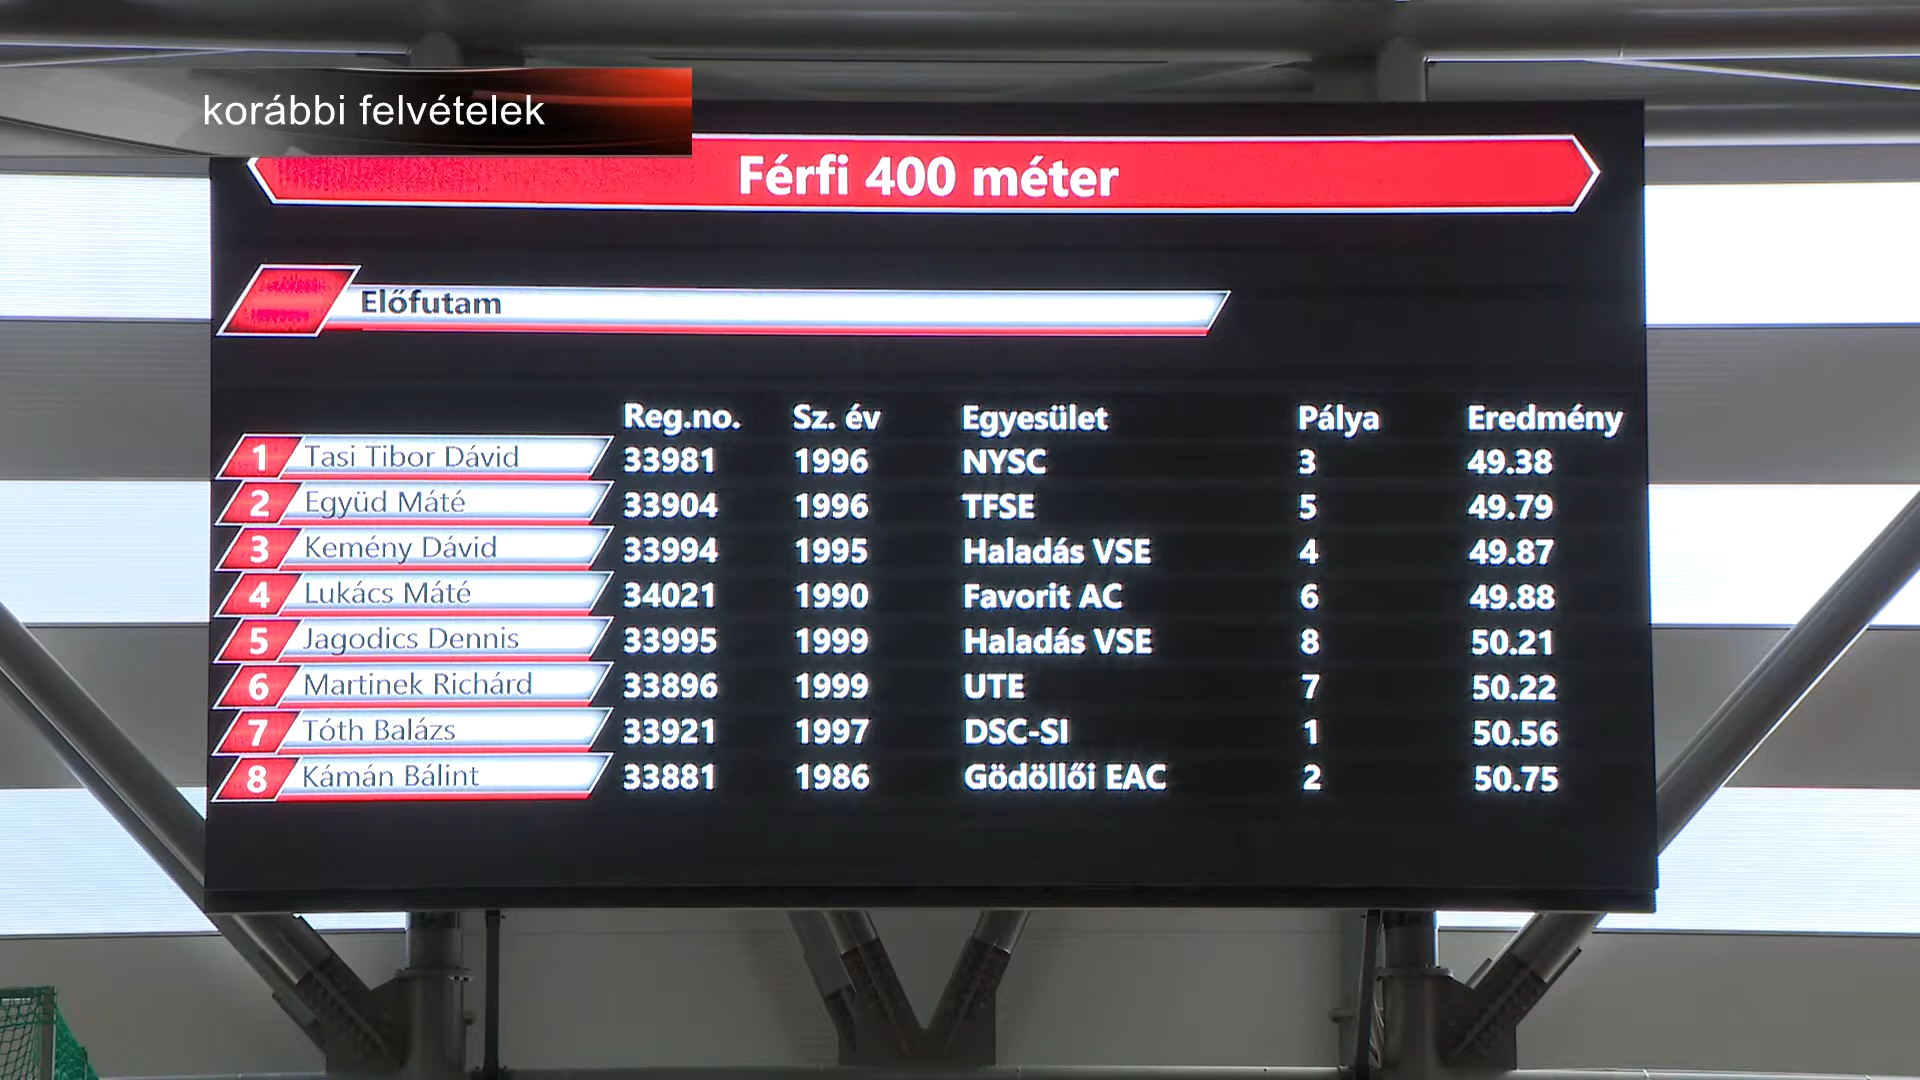 korábbi felvételek
Férfi 400 méter
Előfutam
Reg.no. Sz. év Egyesület Pálya Eredmény
1 Tasi Tibor Dávid 33981 1996 NYSC 3 49.38
2 Együd Máté 33904 1996 TFSE 5 49.79
3 Kemény Dávid 33994 1995 Haladás VSE 4 49.87
4 Lukács Máté 34021 1990 Favorit AC 6 49.88
5 Jagodics Dennis 33995 1999 Haladás VSE 8 50.21
6 Martinek Richárd 33896 1999 UTE 7 50.22
7 Tóth Balázs 33921 1997 DSC-SI 1 50.56
8 Kámán Bálint 33881 1986 Gödöllői EAC 2 50.75